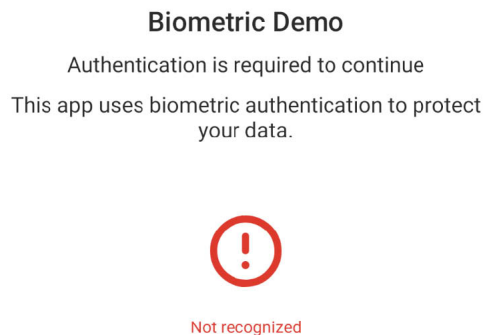 Biometric Demo
Authentication is required to continue
This app uses biometric authentication to protect
your data.
Not recognized